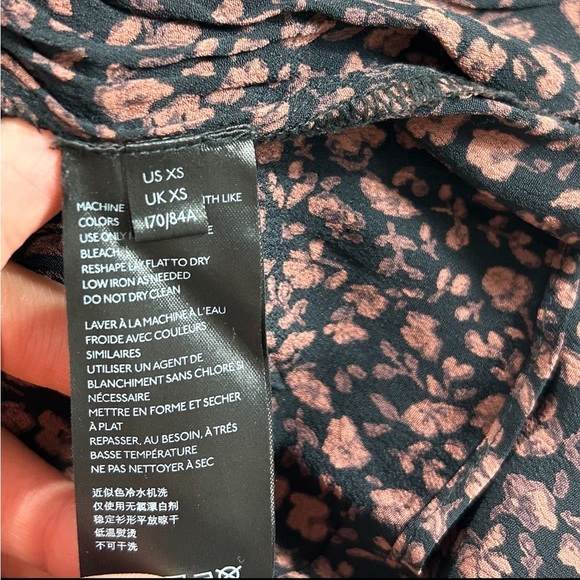 US XS
UK XS
170/84A
MACHINE ITH LIKE
COLORS
USE ONLY E
BLEACH
RESHAPE LAY FLAT TO DRY
LOW IRON AS NEEDED
DO NOT DRY CLEAN
LAVER À LA MACHINE À L'EAU
FROIDE AVEC COULEURS
SIMILAIRES
UTILISER UN AGENT DE
BLANCHIMENT SANS CHLORE SI
NÉCESSAIRE
METTRE EN FORME ET SECHER
À PLAT
REPASSER, AU BESOIN, À TRÉS
BASSE TEMPÉRATURE
NE PAS NETTOYER À SEC
近似色冷水机洗
仅使用无氯漂白剂
稳定衫形平放晾干
低温熨烫
不可干洗